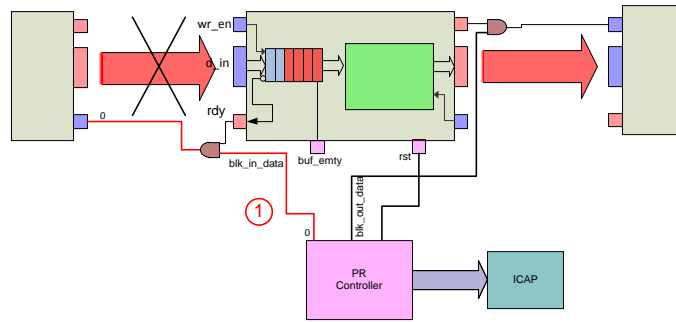 wr_en
d_in
rdy
0
blk_in_data
buf_emty
rst
blk_out_data
1
0
PR
Controller
ICAP